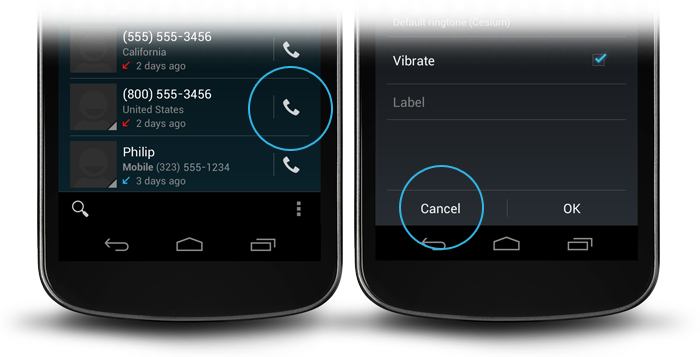 (555) 555-3456
California
2 days ago
(800) 555-3456
United States
2 days ago
Philip
Mobile (323) 555-1234
3 days ago
Default ringtone (Cesium)
Vibrate
Label
Cancel
OK